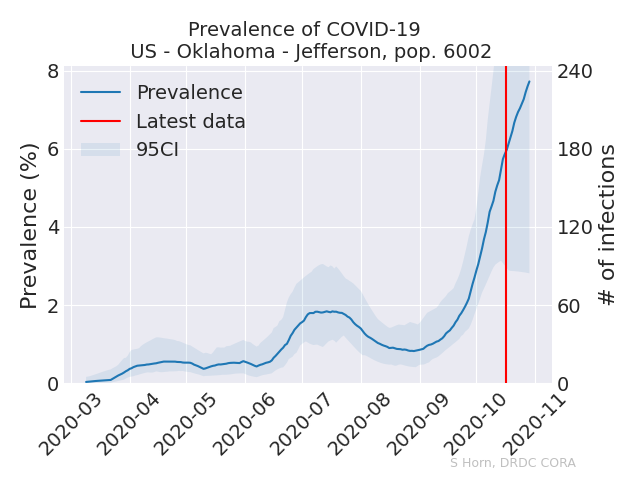 Prevalence of COVID-19
US - Oklahoma - Jefferson, pop. 6002
Prevalence (%)
8
6
4
2
0
Prevalence
Latest data
95CI
240
180
120
60
0
# of infections
2020-03
2020-04
2020-05
2020-06
2020-07
2020-08
2020-09
2020-10
2020-11
S Horn, DRDC CORA